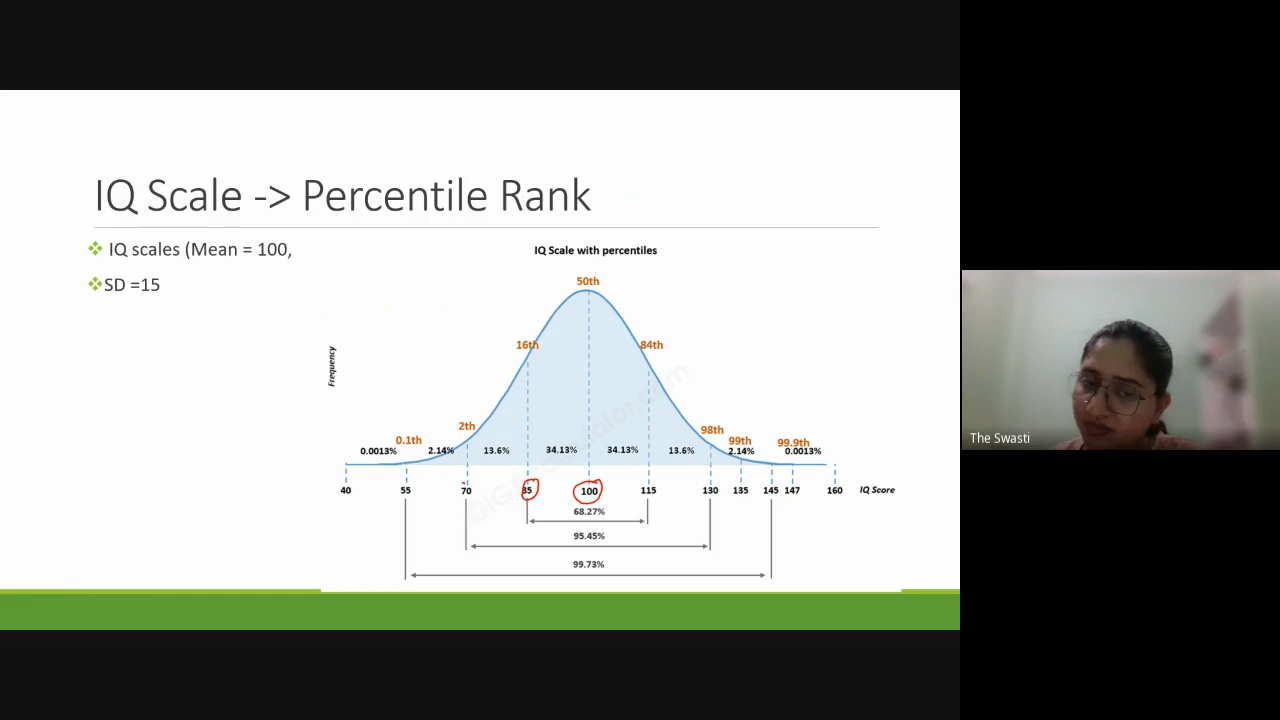 IQ Scale -> Percentile Rank
IQ scales (Mean = 100,
SD =15
IQ Scale with percentiles
50th
16th 84th
Frequency
2th 98th
0.1th 99th 99.9th
0.0013% 2.14% 13.6% 34.13% 34.13% 13.6% 2.14% 0.0013%
40 55 70 85 100 115 130 135 145 147 160 IQ Score
68.27%
95.45%
99.73%
The Swasti